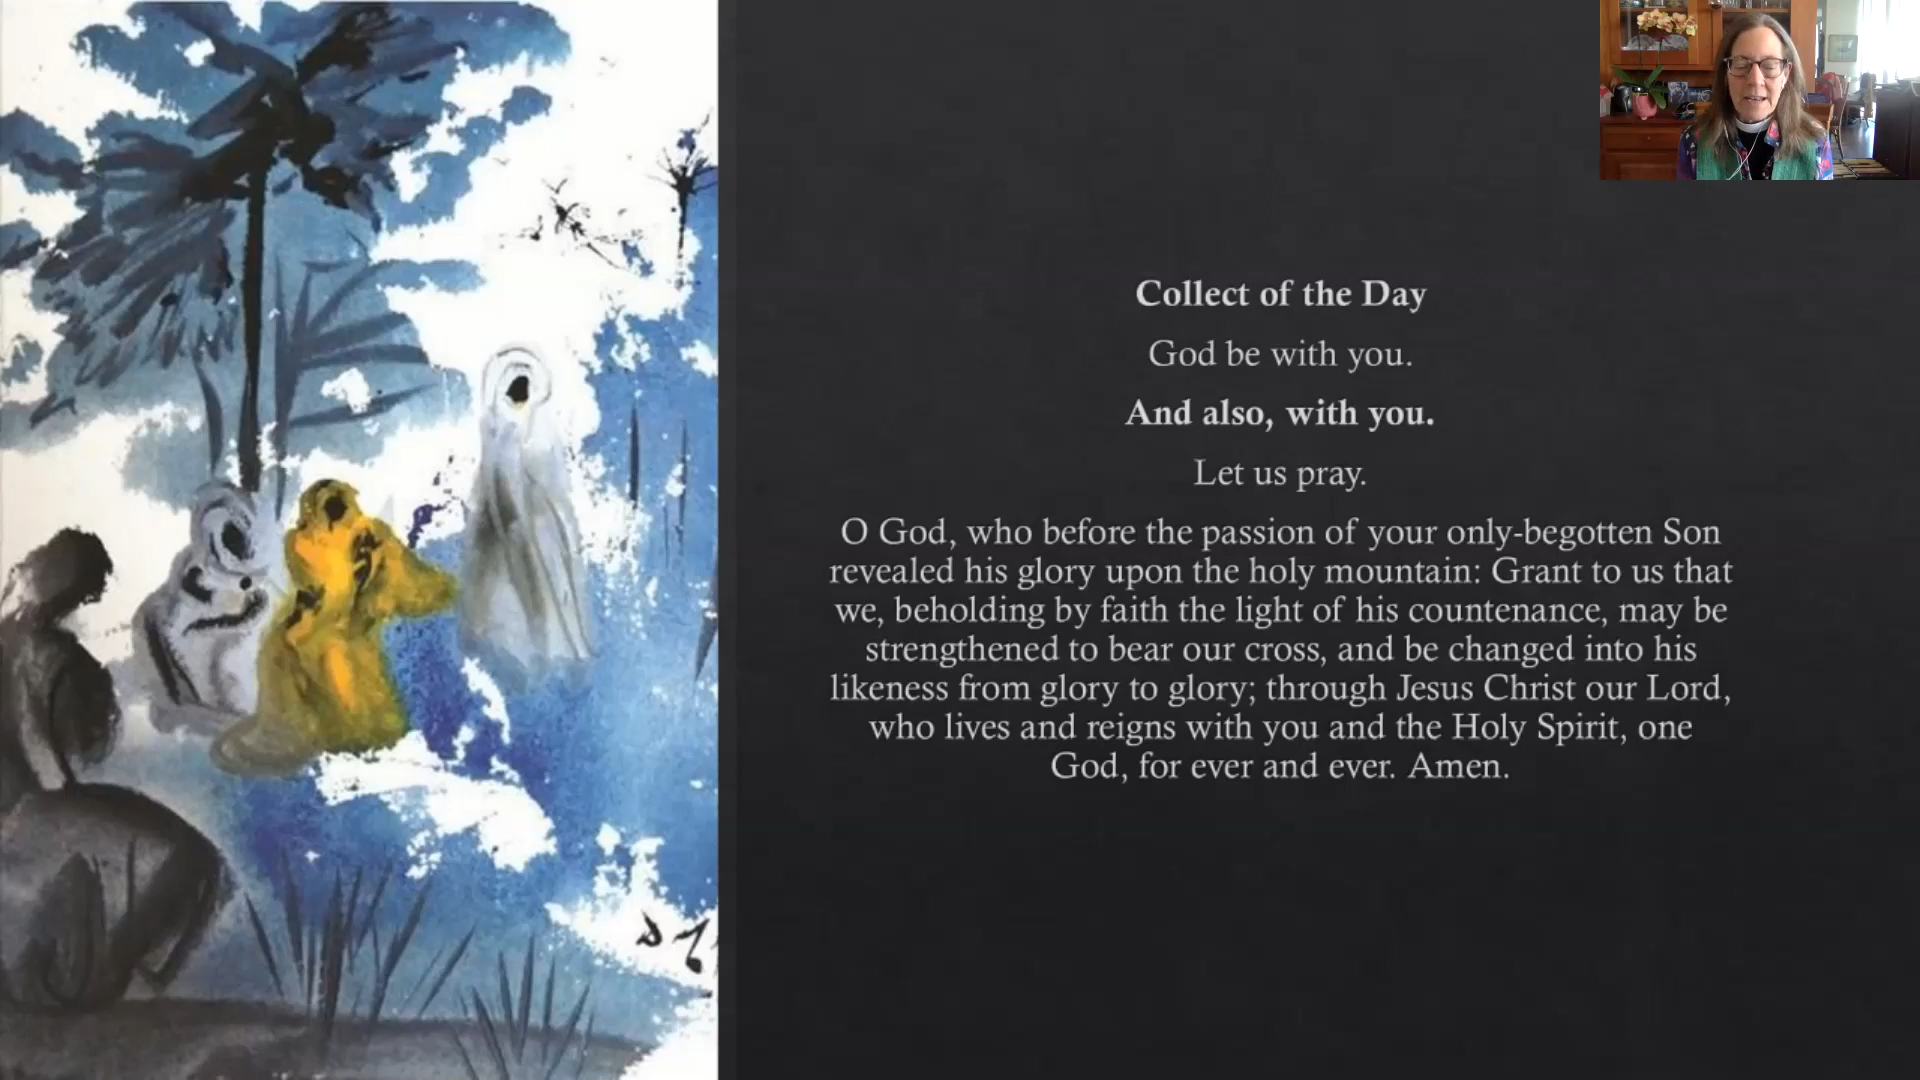 Collect of the Day
God be with you.
And also, with you.
Let us pray.
O God, who before the passion of your only-begotten Son
revealed his glory upon the holy mountain: Grant to us that
we, beholding by faith the light of his countenance, may be
strengthened to bear our cross, and be changed into his
likeness from glory to glory; through Jesus Christ our Lord,
who lives and reigns with you and the Holy Spirit, one
God, for ever and ever. Amen.